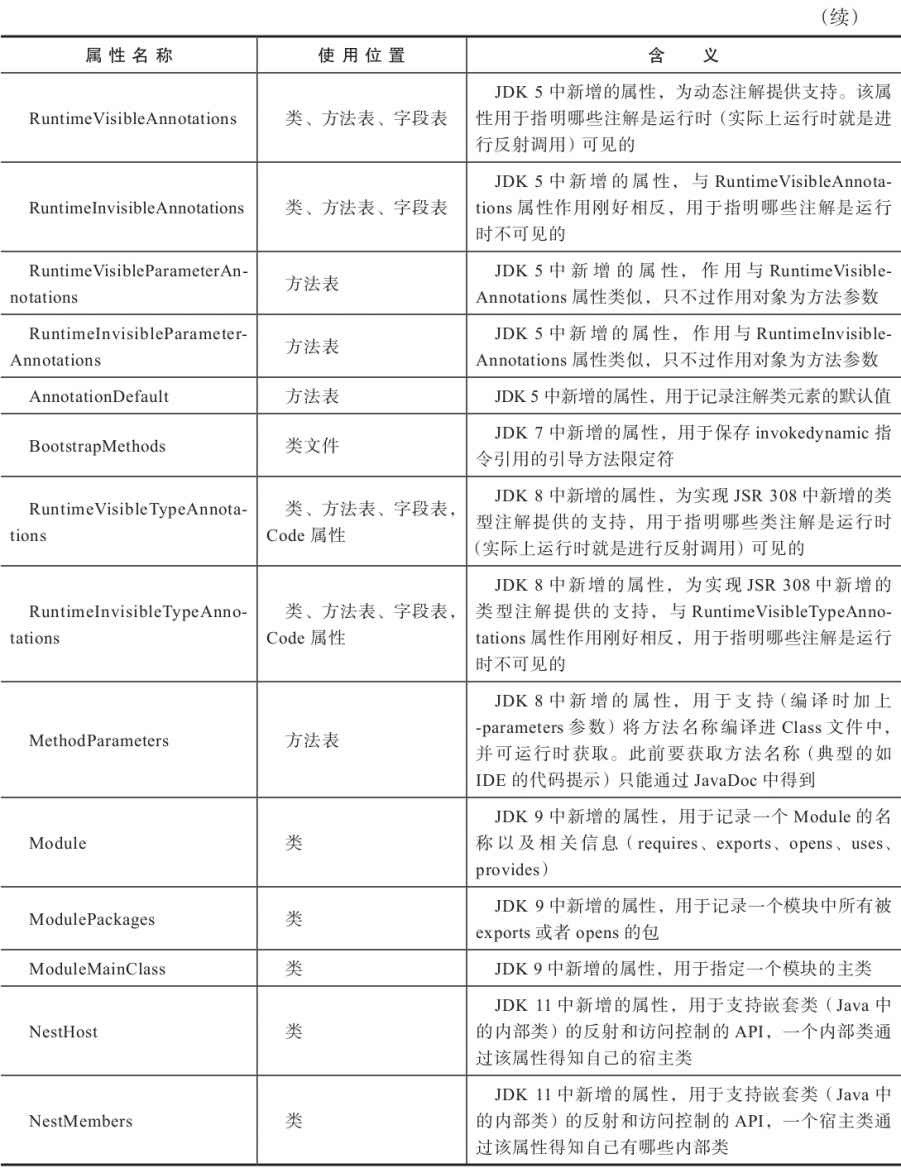 （续）
属性名称 使用位置 含 义
RuntimeVisibleAnnotations 类、方法表、字段表
JDK 5 中新增的属性，为动态注解提供支持。该属
性用于指明哪些注解是运行时（实际上运行时就是进
行反射调用）可见的
RuntimeInvisibleAnnotations 类、方法表、字段表
JDK 5 中新增的属性，与 RuntimeVisibleAnnota-
tions 属性作用刚好相反，用于指明哪些注解是运行
时不可见的
RuntimeVisibleParameterAn-
notations
方法表
JDK 5 中新增的属性，作用与 RuntimeVisible-
Annotations 属性类似，只不过作用对象为方法参数
RuntimeInvisibleParameter-
Annotations
方法表
JDK 5 中新增的属性，作用与 RuntimeInvisible-
Annotations 属性类似，只不过作用对象为方法参数
AnnotationDefault 方法表 JDK 5 中新增的属性，用于记录注解类元素的默认值
BootstrapMethods 类文件
JDK 7 中新增的属性，用于保存 invokedynamic 指
令引用的引导方法限定符
RuntimeVisibleTypeAnnota-
tions
类、方法表、字段表，
Code 属性
JDK 8 中新增的属性，为实现 JSR 308 中新增的类
型注解提供的支持，用于指明哪些类注解是运行时
（实际上运行时就是进行反射调用）可见的
RuntimeInvisibleTypeAnno-
tations
类、方法表、字段表，
Code 属性
JDK 8 中新增的属性，为实现 JSR 308 中新增的
类型注解提供的支持，与 RuntimeVisibleTypeAnno-
tations 属性作用刚好相反，用于指明哪些注解是运行
时不可见的
MethodParameters 方法表
JDK 8 中新增的属性，用于支持（编译时加上
-parameters 参数）将方法名称编译进 Class 文件中，
并可运行时获取。此前要获取方法名称（典型的如
IDE 的代码提示）只能通过 JavaDoc 中得到
Module 类
JDK 9 中新增的属性，用于记录一个 Module 的名
称以及相关信息（requires、exports、opens、uses、
provides）
ModulePackages 类
JDK 9 中新增的属性，用于记录一个模块中所有被
exports 或者 opens 的包
ModuleMainClass 类 JDK 9 中新增的属性，用于指定一个模块的主类
NestHost 类
JDK 11 中新增的属性，用于支持嵌套类（Java 中
的内部类）的反射和访问控制的 API，一个内部类通
过该属性得知自己的宿主类
NestMembers 类
JDK 11 中新增的属性，用于支持嵌套类（Java 中
的内部类）的反射和访问控制的 API，一个宿主类通
过该属性得知自己有哪些内部类